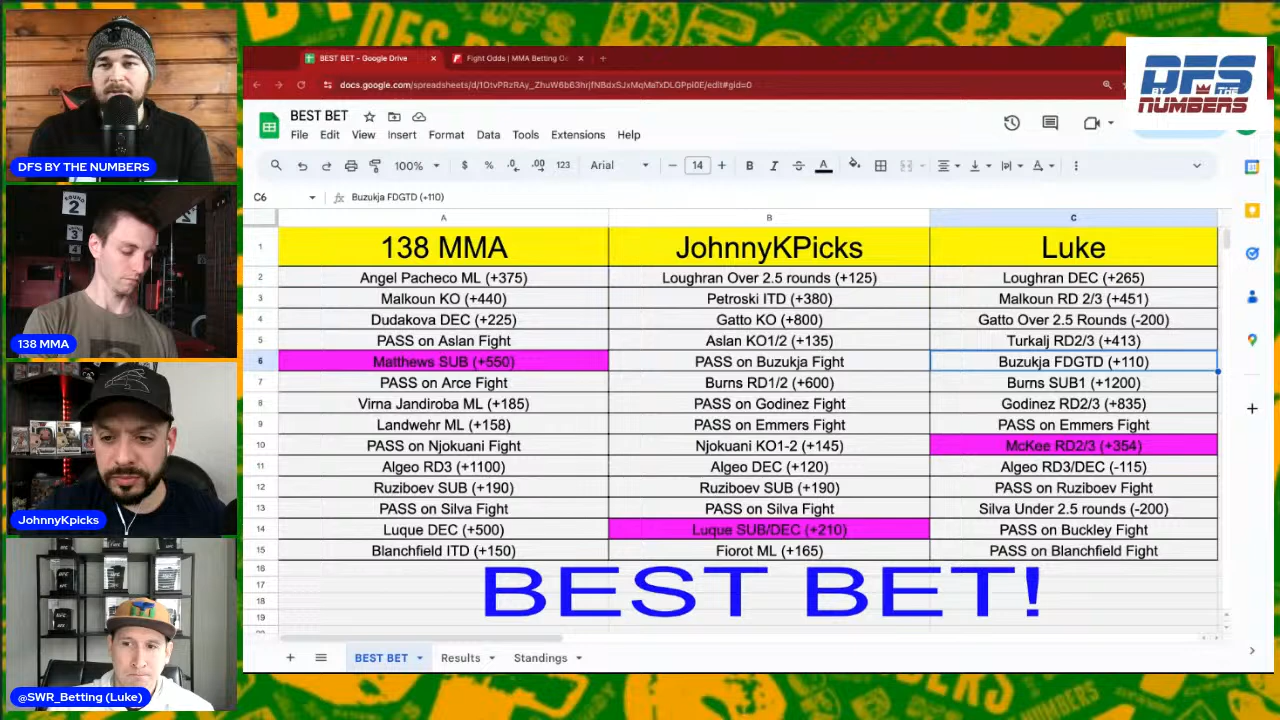 BEST BET - Google Drive
Fight Odds | MMA Betting Od
DFS
BY THE
NUMBERS
BEST BET
File Edit View Insert Format Data Tools Extensions Help
100% $ % .0 .00 123 Arial 14 B I A
C6 fx Buzukja FDGTD (+110)
A B C
1 138 MMA JohnnyKPicks Luke
2 Angel Pacheco ML (+375) Loughran Over 2.5 rounds (+125) Loughran DEC (+265)
3 Malkoun KO (+440) Petroski ITD (+380) Malkoun RD 2/3 (+451)
4 Dudakova DEC (+225) Gatto KO (+800) Gatto Over 2.5 Rounds (-200)
5 PASS on Aslan Fight Aslan KO1/2 (+135) Turkalj RD2/3 (+413)
6 Matthews SUB (+550) PASS on Buzukja Fight Buzukja FDGTD (+110)
7 PASS on Arce Fight Burns RD1/2 (+600) Burns SUB1 (+1200)
8 Virna Jandiroba ML (+185) PASS on Godinez Fight Godinez RD2/3 (+835)
9 Landwehr ML (+158) PASS on Emmers Fight PASS on Emmers Fight
10 PASS on Njokuani Fight Njokuani KO1-2 (+145) McKee RD2/3 (+354)
11 Algeo RD3 (+1100) Algeo DEC (+120) Algeo RD3/DEC (-115)
12 Ruziboev SUB (+190) Ruziboev SUB (+190) PASS on Ruziboev Fight
13 PASS on Silva Fight PASS on Silva Fight Silva Under 2.5 rounds (-200)
14 Luque DEC (+500) Luque SUB/DEC (+210) PASS on Buckley Fight
15 Blanchfield ITD (+150) Fiorot ML (+165) PASS on Blanchfield Fight
16
17
18
19
BEST BET!
BEST BET Results Standings
DFS BY THE NUMBERS
ROUND
2
3
4
138 MMA
JohnnyKpicks
@SWR_Betting (Luke)